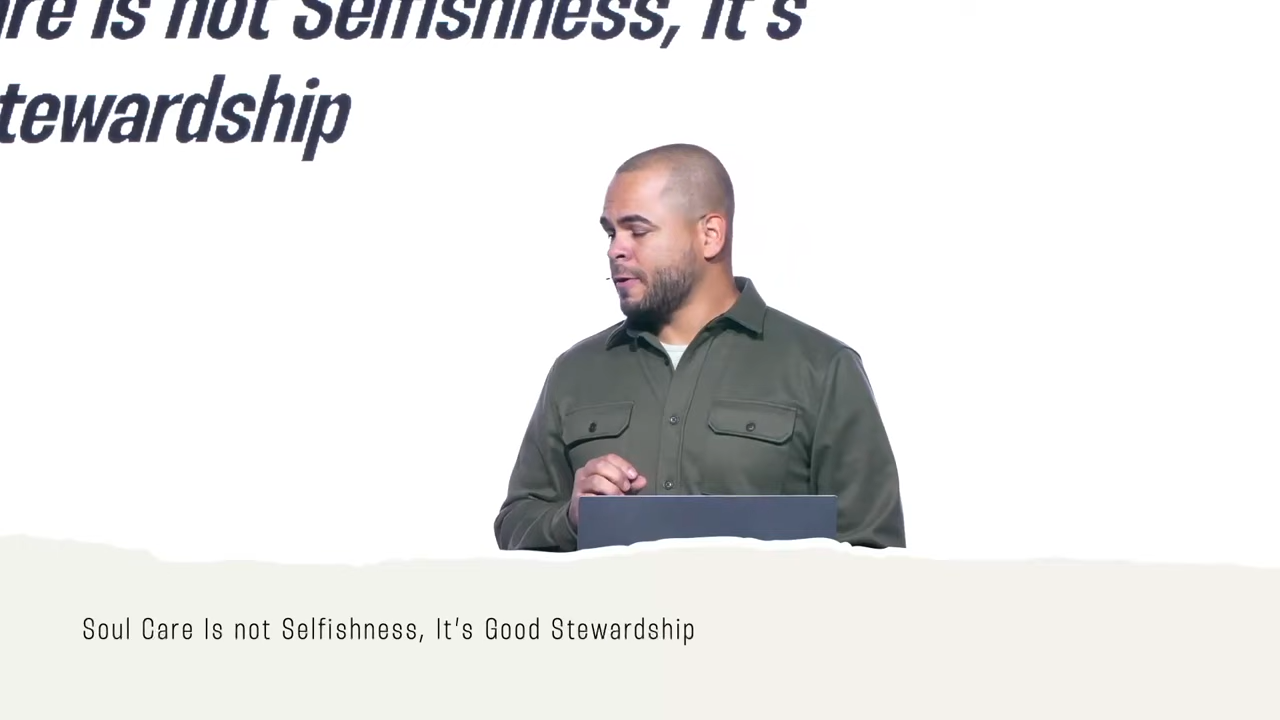 re Is not Selfishness, It's
tewardship
Soul Care Is not Selfishness, It's Good Stewardship